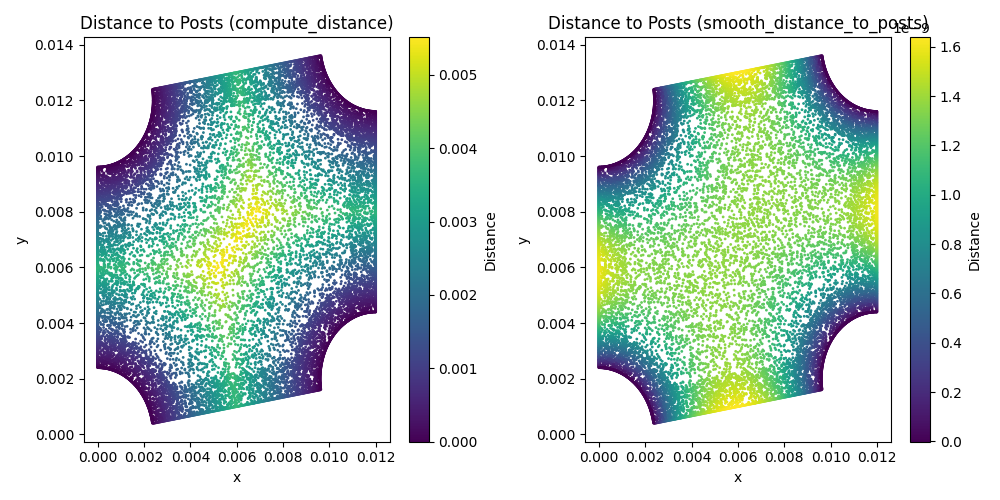 Distance to Posts (compute_distance)
0.014
0.012
0.010
0.008
0.006
0.004
0.002
0.000
y
0.000 0.002 0.004 0.006 0.008 0.010 0.012
x
0.005
0.004
0.003
0.002
0.001
0.000
Distance
Distance to Posts (smooth_distance_to_posts)
1e−9
0.014
0.012
0.010
0.008
0.006
0.004
0.002
0.000
y
0.000 0.002 0.004 0.006 0.008 0.010 0.012
x
1.6
1.4
1.2
1.0
0.8
0.6
0.4
0.2
0.0
Distance